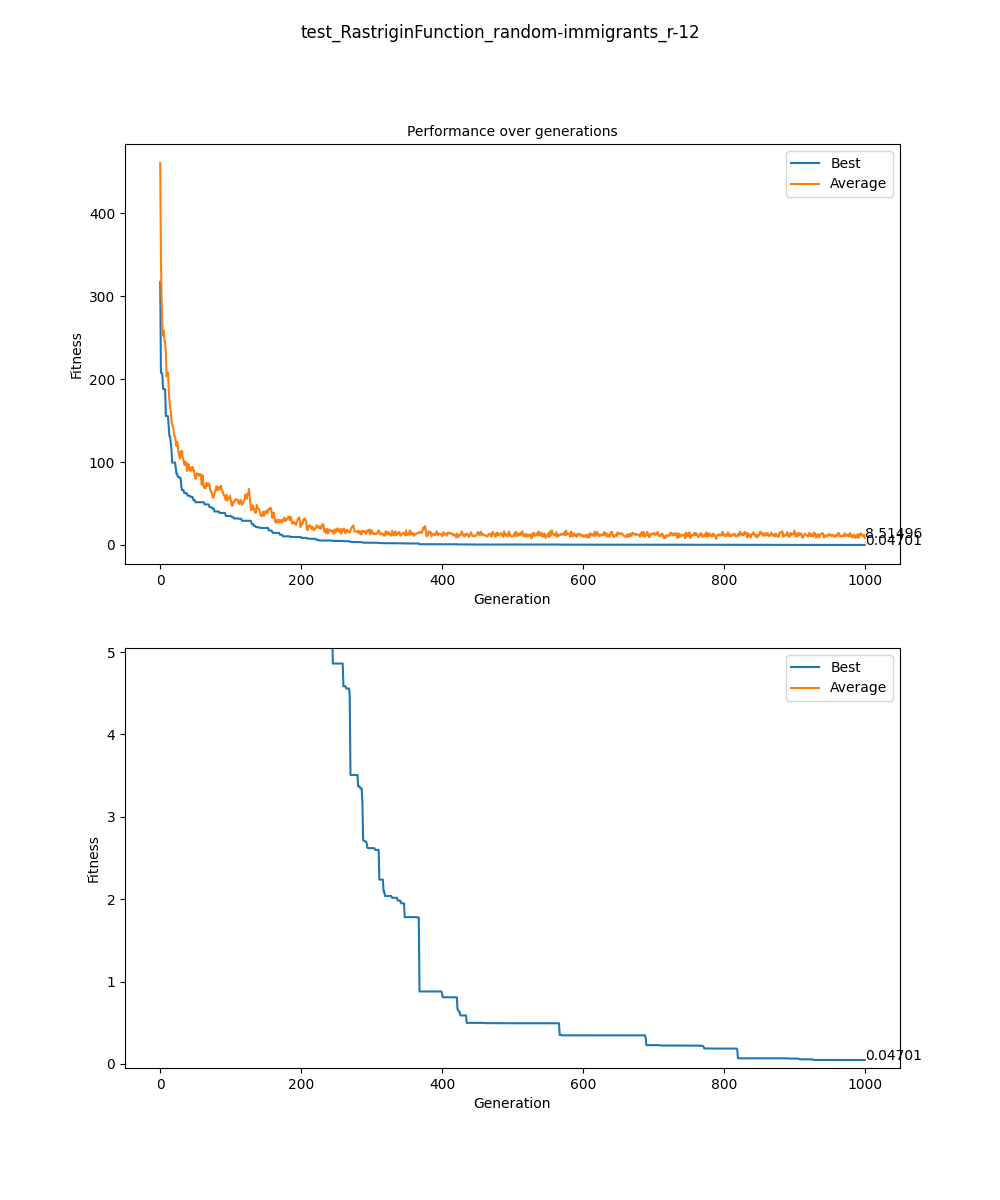 test_RastriginFunction_random-immigrants_r-12
Performance over generations
Best
Average
400
300
200
100
0
Fitness
8.51496
0.04701
0 200 400 600 800 1000
Generation
Best
Average
5
4
3
2
1
0
Fitness
0.04701
0 200 400 600 800 1000
Generation